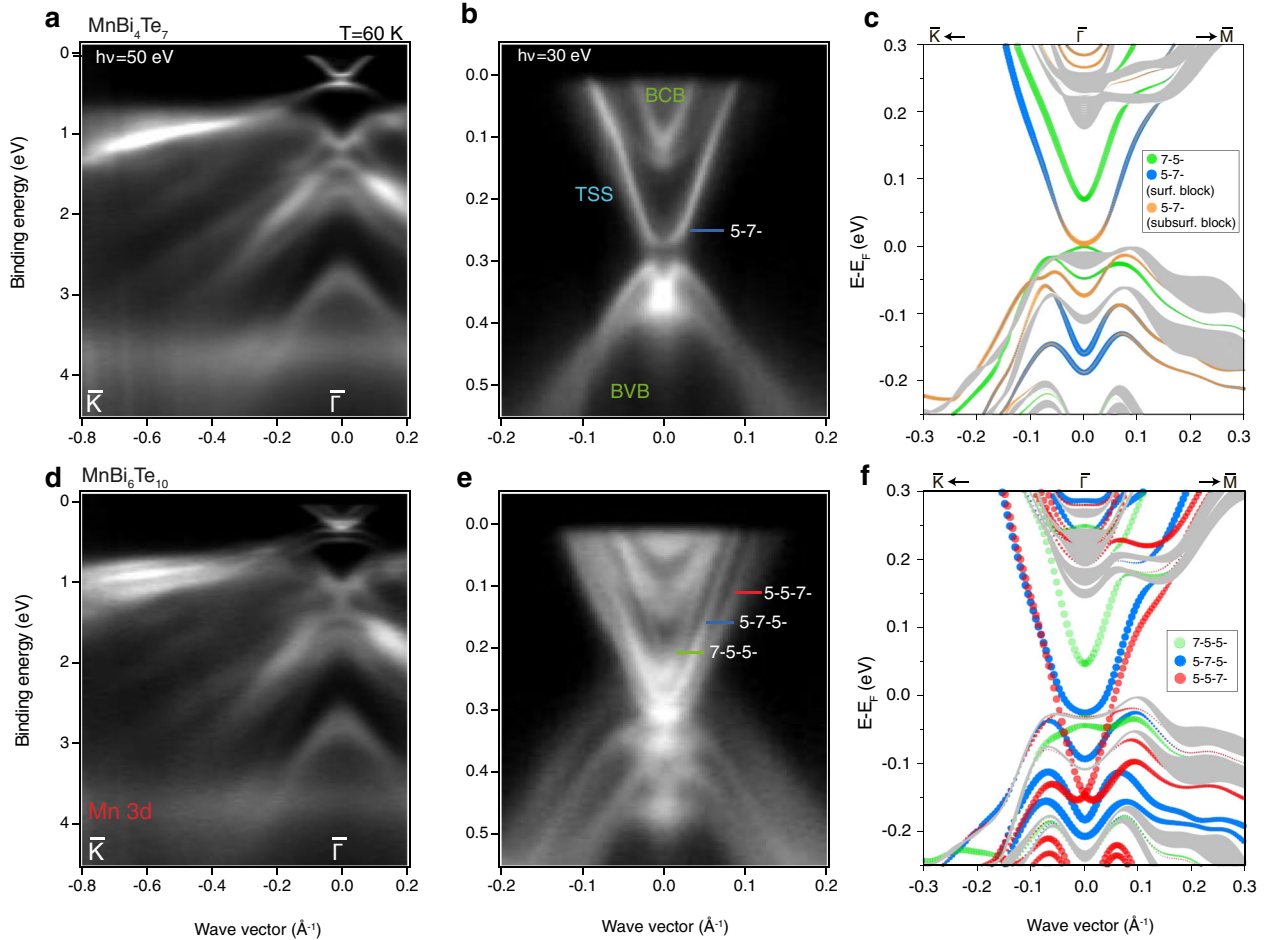 a
MnBi₄Te₇
T=60 K
hν=50 eV
0
1
2
3
4
Binding energy (eV)
K̅
Γ̅
-0.8
-0.6
-0.4
-0.2
0.0
0.2
b
hν=30 eV
0.0
0.1
0.2
0.3
0.4
0.5
BCB
TSS
5-7-
BVB
-0.2
-0.1
0.0
0.1
0.2
c
K̅
Γ̅
M̅
0.3
0.2
0.1
0.0
-0.1
-0.2
E-E_F (eV)
7-5-
5-7-
(surf. block)
5-7-
(subsurf. block)
-0.3
-0.2
-0.1
0.0
0.1
0.2
0.3
d
MnBi₆Te₁₀
0
1
2
3
4
Binding energy (eV)
Mn 3d
K̅
Γ̅
-0.8
-0.6
-0.4
-0.2
0.0
0.2
Wave vector (Å⁻¹)
e
0.0
0.1
0.2
0.3
0.4
0.5
5-5-7-
5-7-5-
7-5-5-
-0.2
-0.1
0.0
0.1
0.2
Wave vector (Å⁻¹)
f
K̅
Γ̅
M̅
0.3
0.2
0.1
0.0
-0.1
-0.2
E-E_F (eV)
7-5-5-
5-7-5-
5-5-7-
-0.3
-0.2
-0.1
0.0
0.1
0.2
0.3
Wave vector (Å⁻¹)